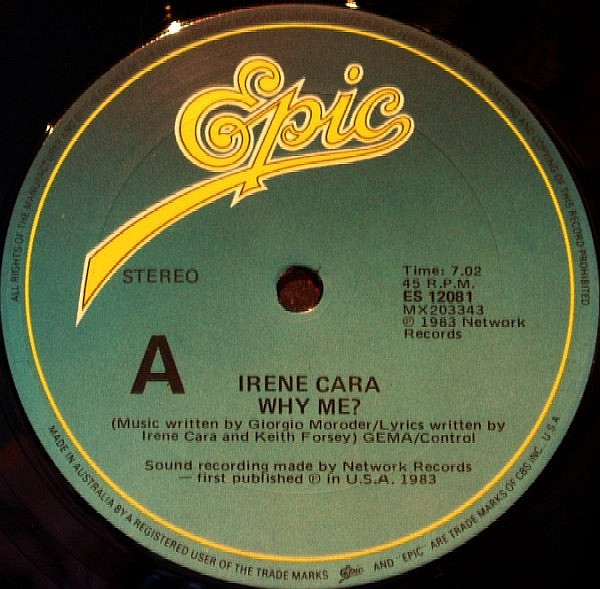 Epic
STEREO
Time: 7.02
45 R.P.M.
ES 12081
MX203343
℗ 1983 Network
Records
A
IRENE CARA
WHY ME?
(Music written by Giorgio Moroder/Lyrics written by
Irene Cara and Keith Forsey) GEMA/Control
Sound recording made by Network Records
— first published ℗ in U.S.A. 1983
ALL RIGHTS OF THE MANUFACTURER
COPYING OF THIS RECORD PROHIBITED
MADE IN AUSTRALIA BY A REGISTERED USER OF THE TRADE MARKS Epic AND "EPIC" ARE TRADE MARKS OF CBS INC. U.S.A